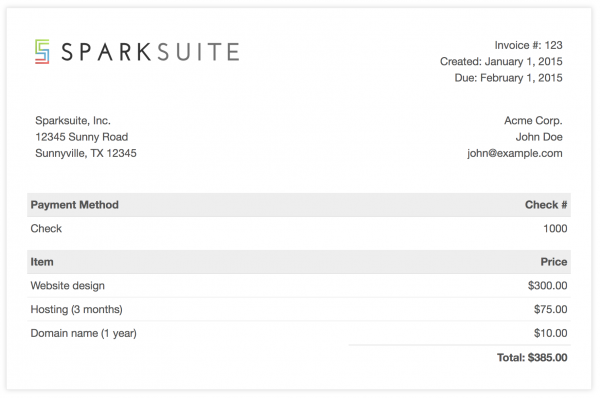 SPARKSUITE
Invoice #: 123
Created: January 1, 2015
Due: February 1, 2015
Sparksuite, Inc.
12345 Sunny Road
Sunnyville, TX 12345
Acme Corp.
John Doe
john@example.com
Payment Method Check #
Check 1000
Item Price
Website design $300.00
Hosting (3 months) $75.00
Domain name (1 year) $10.00
Total: $385.00